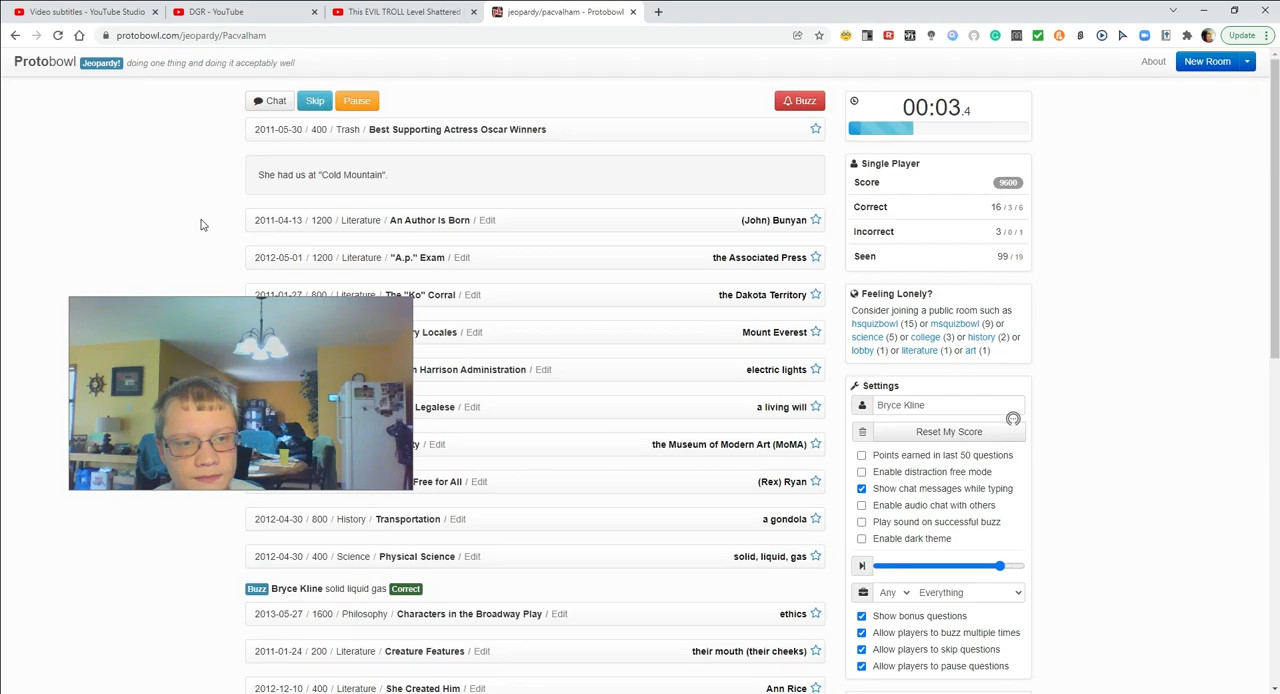 Video subtitles - YouTube Studio
DGR - YouTube
This EVIL TROLL Level Shattered
jeopardy/pacvalham - Protobowl
protobowl.com/jeopardy/Pacvalham
Update
Protobowl Jeopardy! doing one thing and doing it acceptably well
About
New Room
Chat Skip Pause Buzz
2011-05-30 / 400 / Trash / Best Supporting Actress Oscar Winners
She had us at "Cold Mountain".
2011-04-13 / 1200 / Literature / An Author Is Born / Edit (John) Bunyan
2012-05-01 / 1200 / Literature / "A.p." Exam / Edit the Associated Press
2011-01-27 / 800 / Literature / The "Ko" Corral / Edit the Dakota Territory
Locales / Edit Mount Everest
Harrison Administration / Edit electric lights
Legalese / Edit a living will
/ Edit the Museum of Modern Art (MoMA)
Free for All / Edit (Rex) Ryan
2012-04-30 / 800 / History / Transportation / Edit a gondola
2012-04-30 / 400 / Science / Physical Science / Edit solid, liquid, gas
Buzz Bryce Kline solid liquid gas Correct
2013-05-27 / 1600 / Philosophy / Characters in the Broadway Play / Edit ethics
2011-01-24 / 200 / Literature / Creature Features / Edit their mouth (their cheeks)
2012-12-10 / 400 / Literature / She Created Him / Edit Ann Rice
00:03.4
Single Player
Score 9600
Correct 16 / 3 / 6
Incorrect 3 / 0 / 1
Seen 99 / 19
Feeling Lonely?
Consider joining a public room such as
hsquizbowl (15) or msquizbowl (9) or
science (5) or college (3) or history (2) or
lobby (1) or literature (1) or art (1)
Settings
Bryce Kline
Reset My Score
Points earned in last 50 questions
Enable distraction free mode
Show chat messages while typing
Enable audio chat with others
Play sound on successful buzz
Enable dark theme
Any Everything
Show bonus questions
Allow players to buzz multiple times
Allow players to skip questions
Allow players to pause questions